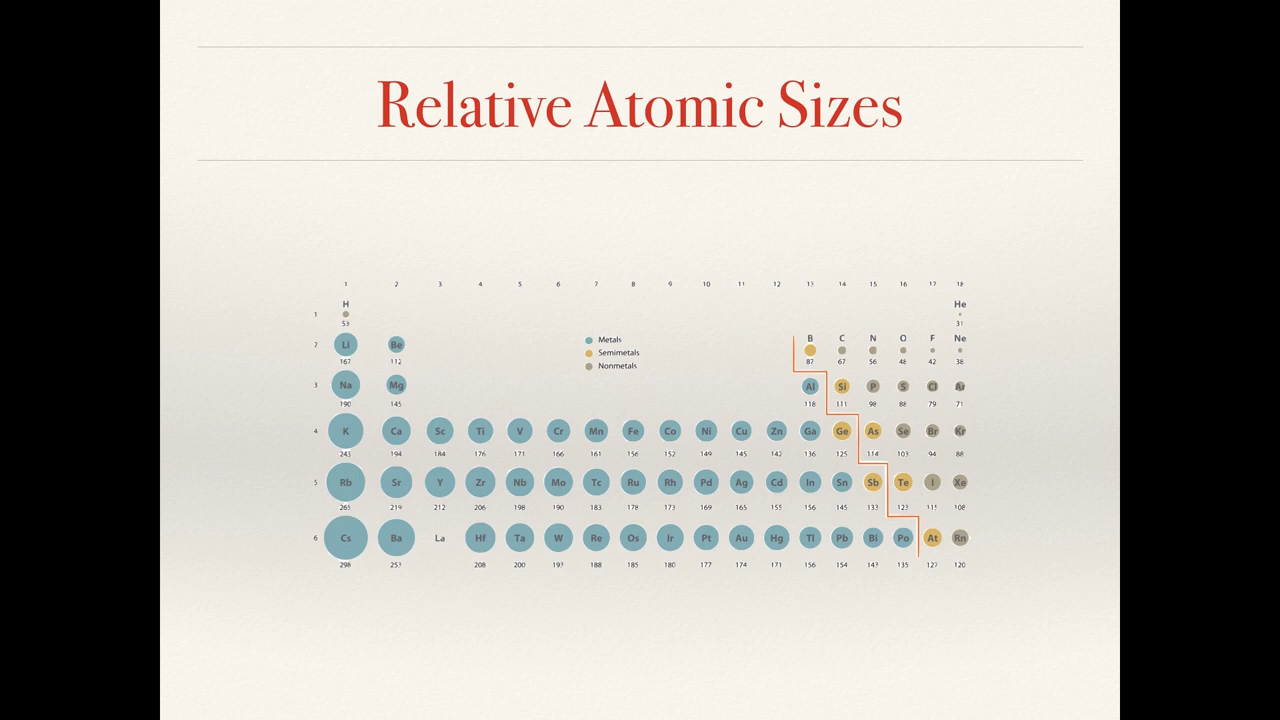 Relative Atomic Sizes
1 2 3 4 5 6 7 8 9 10 11 12 13 14 15 16 17 18
H He
1
53 31
Metals
Semimetals
Nonmetals
B C N O F Ne
2 Li Be
167 112 87 67 56 48 42 38
3 Na Mg Al Si P S Cl Ar
190 145 118 111 98 88 79 71
4 K Ca Sc Ti V Cr Mn Fe Co Ni Cu Zn Ga Ge As Se Br Kr
243 194 184 176 171 166 161 156 152 149 145 142 136 125 114 103 94 88
5 Rb Sr Y Zr Nb Mo Tc Ru Rh Pd Ag Cd In Sn Sb Te I Xe
265 219 212 206 198 190 183 178 173 169 165 155 156 145 133 123 115 108
6 Cs Ba La Hf Ta W Re Os Ir Pt Au Hg Tl Pb Bi Po At Rn
298 253 208 200 193 188 185 180 177 174 171 156 154 143 135 127 120